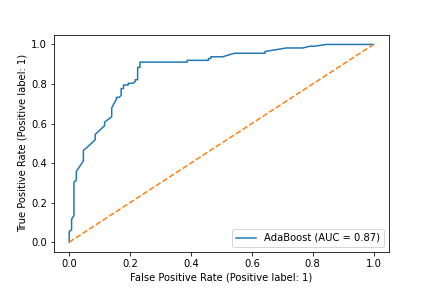 1.0
0.8
0.6
0.4
0.2
0.0
True Positive Rate (Positive label: 1)
AdaBoost (AUC = 0.87)
0.0 0.2 0.4 0.6 0.8 1.0
False Positive Rate (Positive label: 1)